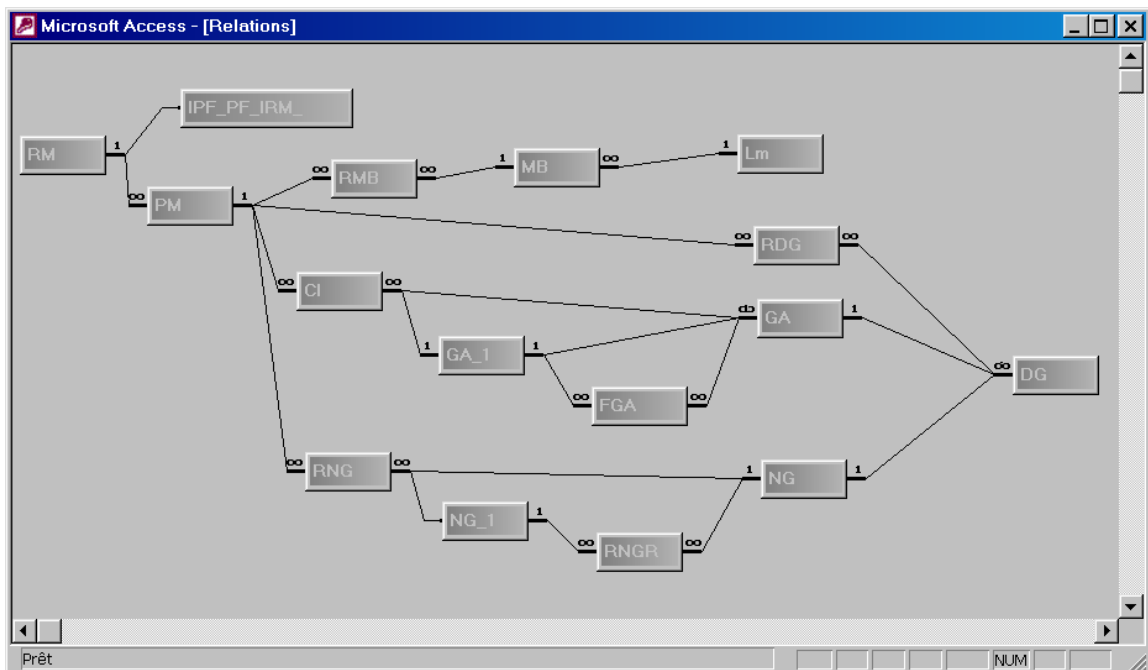 Microsoft Access - [Relations]
IPF_PF_IRM_
RM 1
1 Lm
∞ RMB ∞
1 MB ∞
∞ PM 1
∞ RDG ∞
∞ CI ∞
GA 1
1 GA_1 1
DG
∞ FGA ∞
∞ RNG ∞
1 NG 1
NG_1 1
∞ RNGR ∞
Prêt
NUM